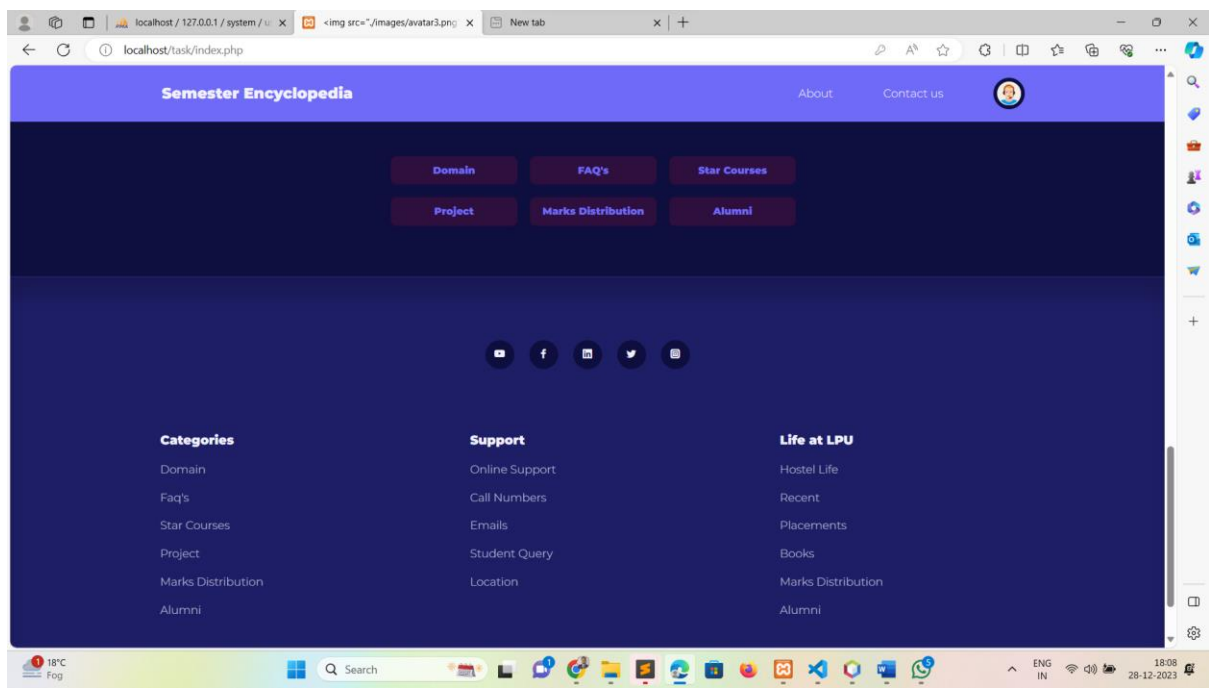 localhost / 127.0.0.1 / system / u
<img src="./images/avatar3.png
New tab
localhost/task/index.php
Semester Encyclopedia
About
Contact us
Domain
FAQ's
Star Courses
Project
Marks Distribution
Alumni
Categories
Domain
Faq's
Star Courses
Project
Marks Distribution
Alumni
Support
Online Support
Call Numbers
Emails
Student Query
Location
Life at LPU
Hostel Life
Recent
Placements
Books
Marks Distribution
Alumni
1
18°C
Fog
Search
1
5
ENG
IN
18:08
28-12-2023